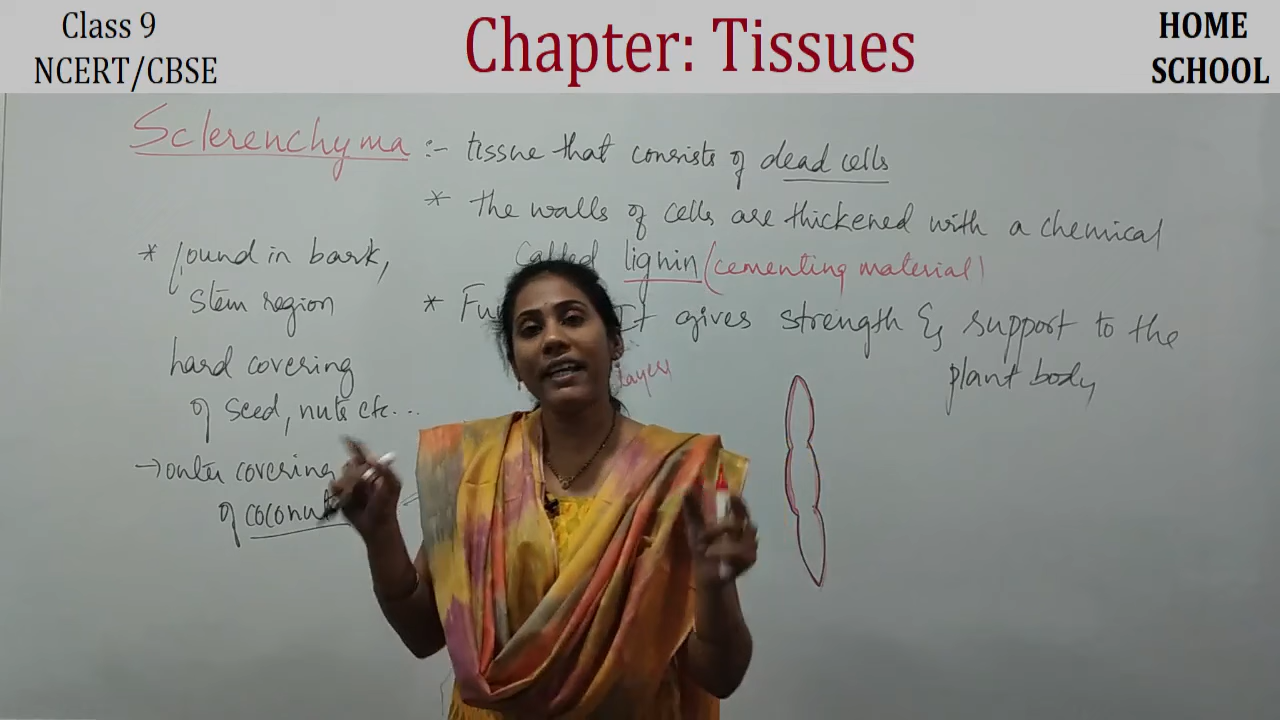 Class 9
NCERT/CBSE
Chapter: Tissues
HOME
SCHOOL
Sclerenchyma :- tissue that consists of dead cells
* the walls of cells are thickened with a chemical
called lignin (cementing material)
* It gives strength & support to the
plant body
layers
* found in bark,
stem region
hard covering
of seed, nuts etc...
→ outer covering
of coconut